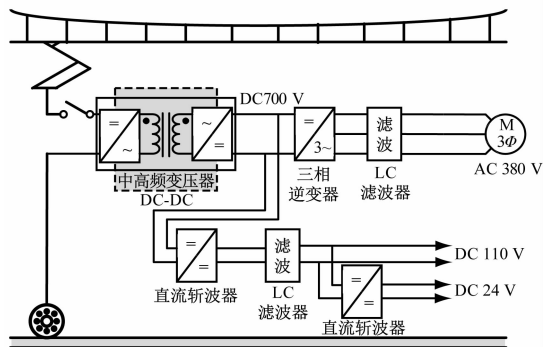 DC700 V
=
~
~
=
=
3~
滤
波
M
3Φ
中高频变压器
DC-DC
三相
逆变器
LC
滤波器
AC 380 V
=
=
滤
波
DC 110 V
直流斩波器
LC
滤波器
=
=
DC 24 V
直流斩波器